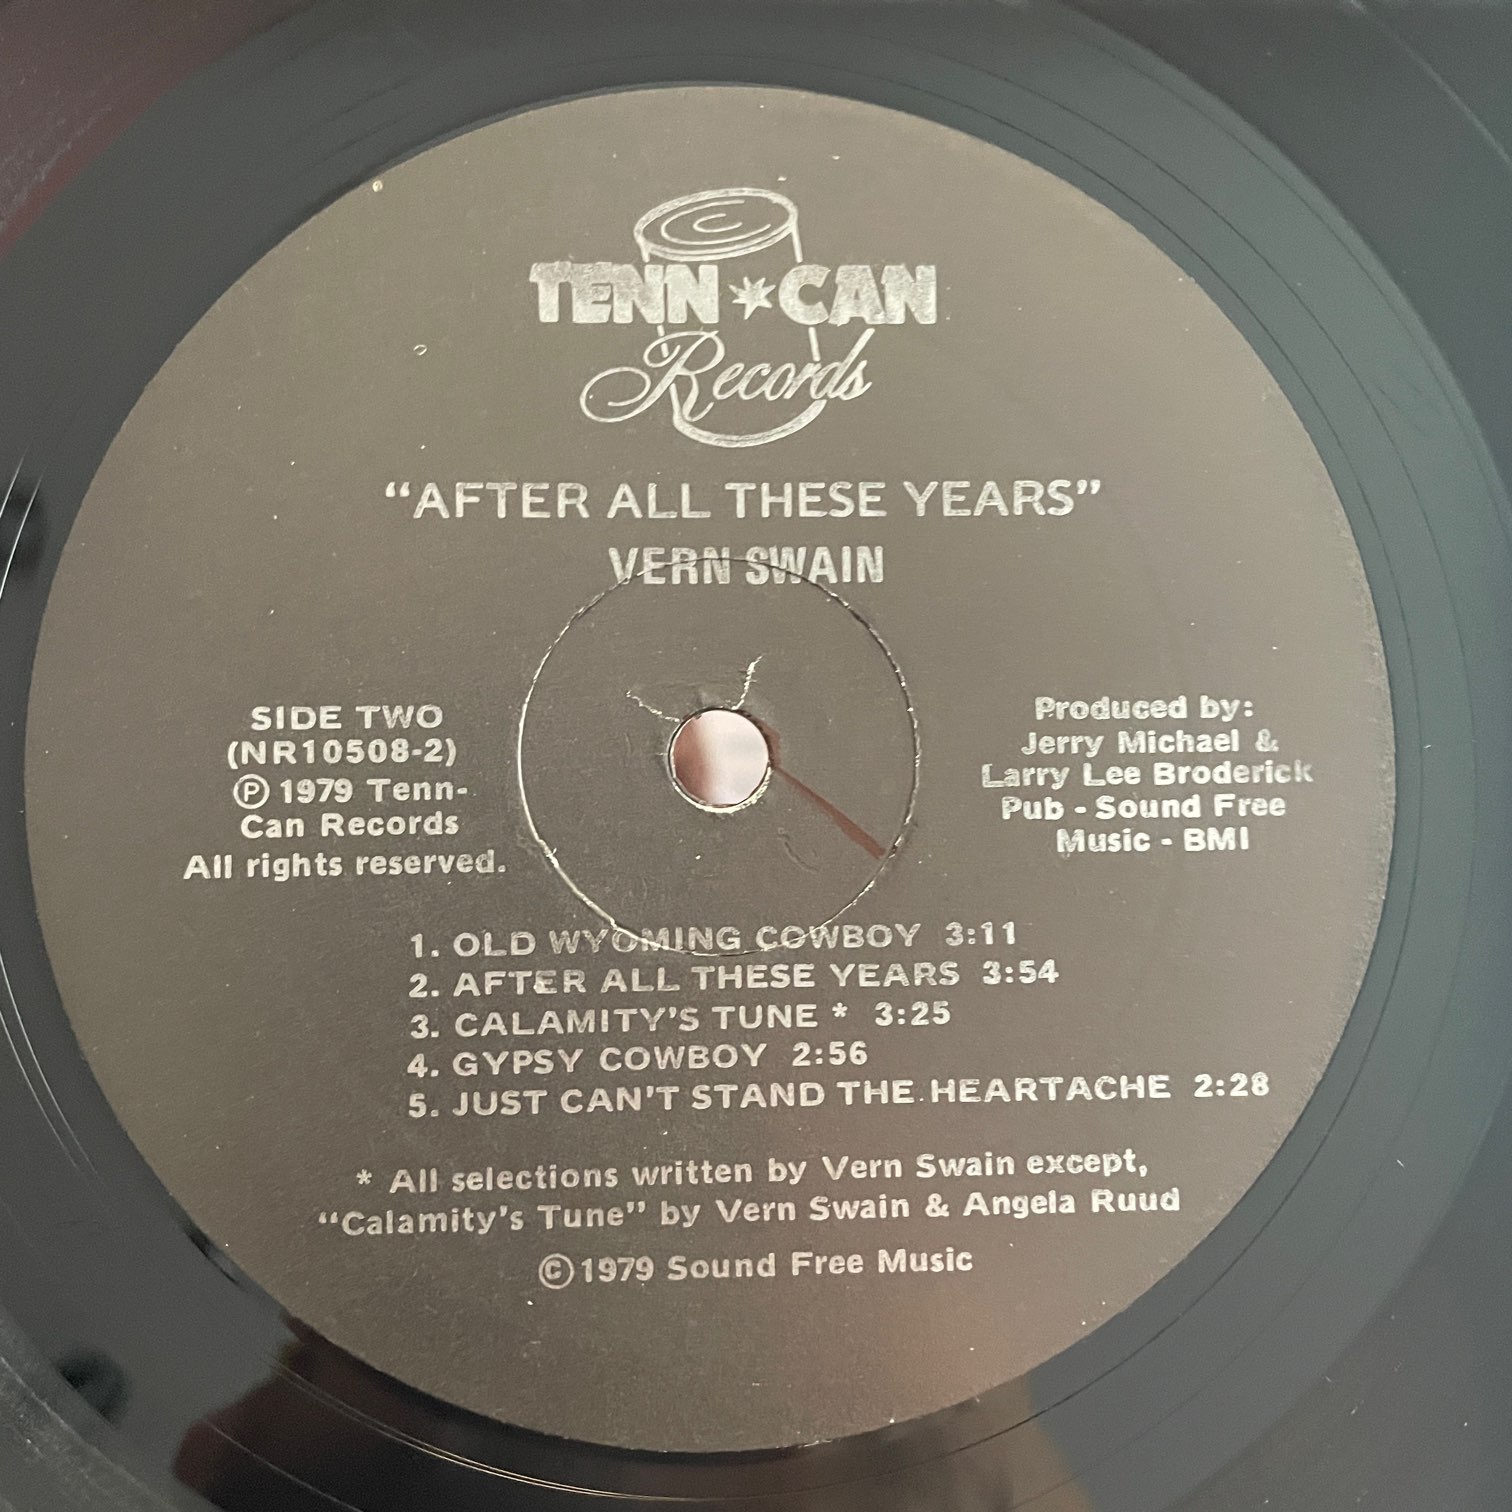 TENN★CAN
Records
“AFTER ALL THESE YEARS”
VERN SWAIN
SIDE TWO
(NR10508-2)
Ⓟ 1979 Tenn-
Can Records
All rights reserved.
Produced by:
Jerry Michael &
Larry Lee Broderick
Pub - Sound Free
Music - BMI
1. OLD WYOMING COWBOY 3:11
2. AFTER ALL THESE YEARS 3:54
3. CALAMITY’S TUNE * 3:25
4. GYPSY COWBOY 2:56
5. JUST CAN’T STAND THE HEARTACHE 2:28
* All selections written by Vern Swain except,
“Calamity’s Tune” by Vern Swain & Angela Ruud
©1979 Sound Free Music